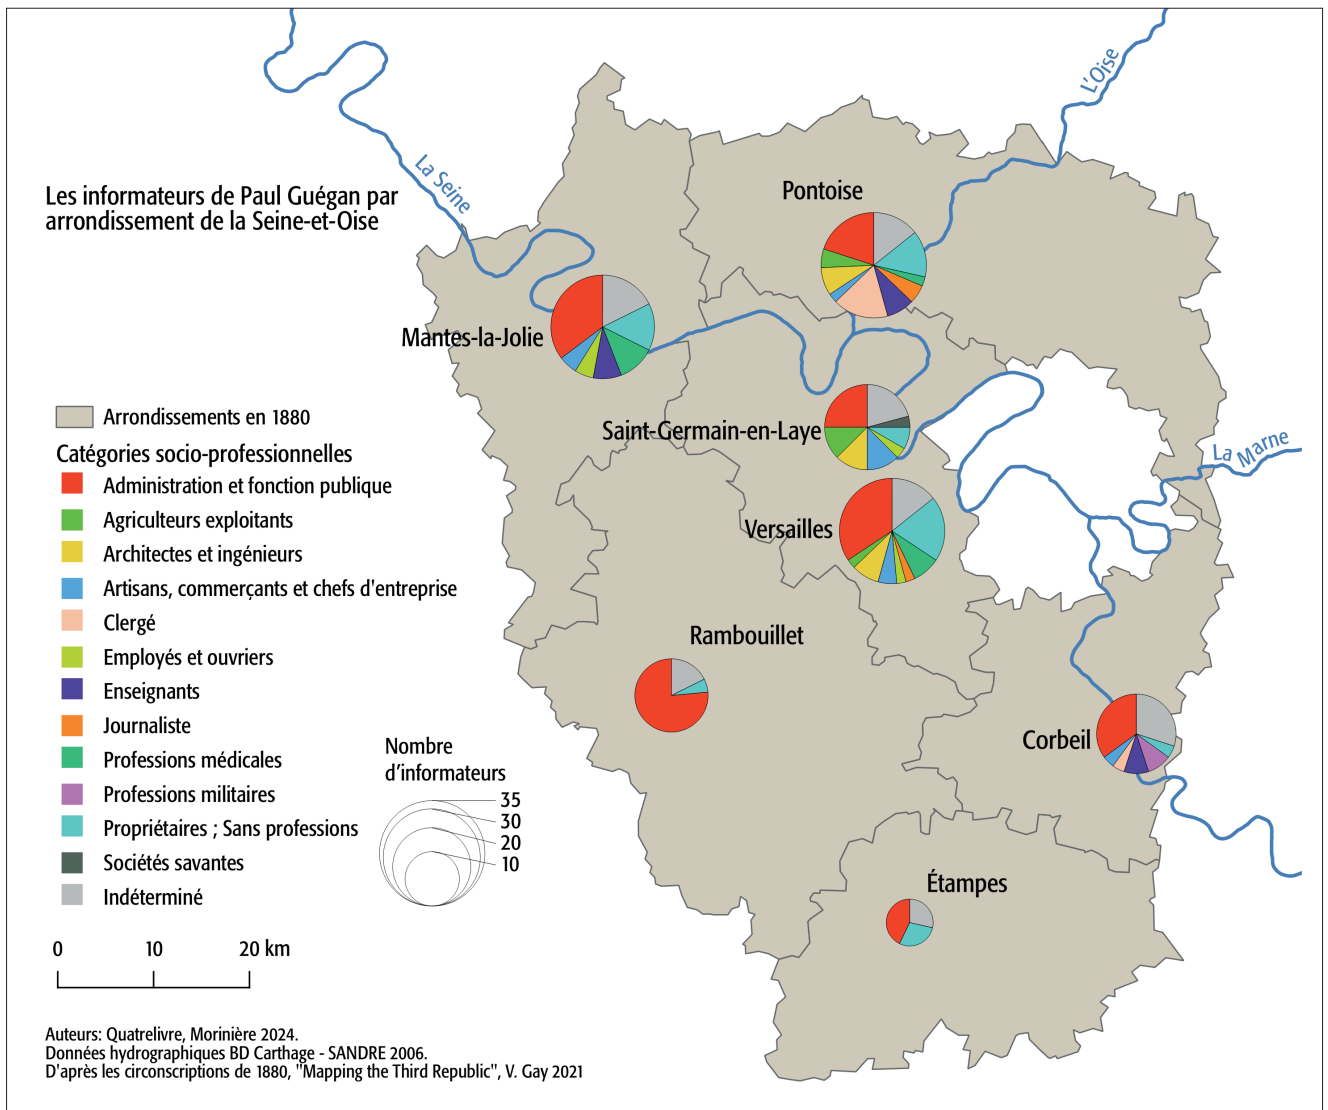 L'Oise
La Seine
Les informateurs de Paul Guégan par
arrondissement de la Seine-et-Oise
Pontoise
Mantes-la-Jolie
Saint-Germain-en-Laye
La Marne
Versailles
Rambouillet
Corbeil
Étampes
Arrondissements en 1880
Catégories socio-professionnelles
Administration et fonction publique
Agriculteurs exploitants
Architectes et ingénieurs
Artisans, commerçants et chefs d'entreprise
Clergé
Employés et ouvriers
Enseignants
Journaliste
Professions médicales
Professions militaires
Propriétaires ; Sans professions
Sociétés savantes
Indéterminé
Nombre
d'informateurs
35
30
20
10
0 10 20 km
Auteurs: Quatrelivre, Morinière 2024.
Données hydrographiques BD Carthage - SANDRE 2006.
D'après les circonscriptions de 1880, "Mapping the Third Republic", V. Gay 2021